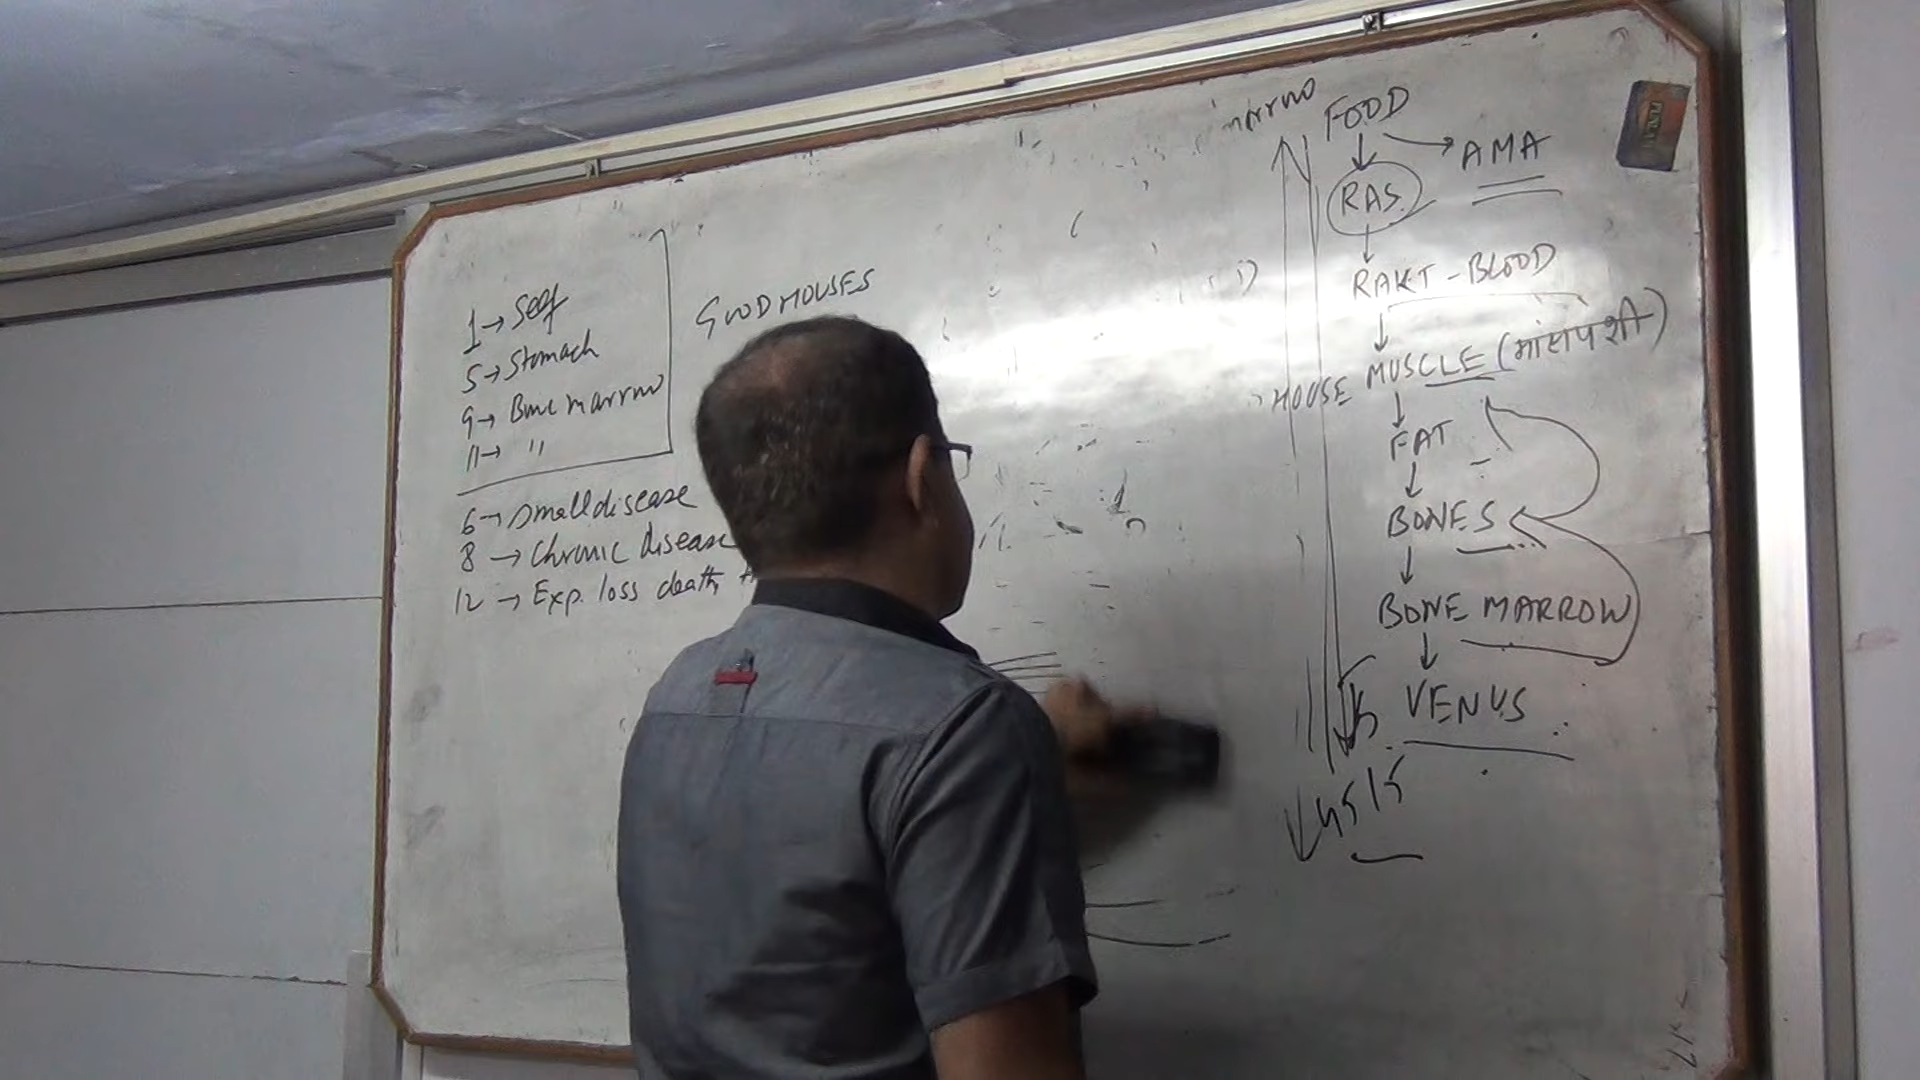 1 → Self
5 → Stomach
9 → Bone marrow
11 → "
GOOD HOUSES
6 → Small disease
8 → Chronic disease
12 → Exp. loss death,
marrow
FOOD
AMA
RAS.
RAKT - BLOOD
MUSCLE (मांसपेशी)
HOUSE
FAT
BONES
BONE MARROW
VENUS